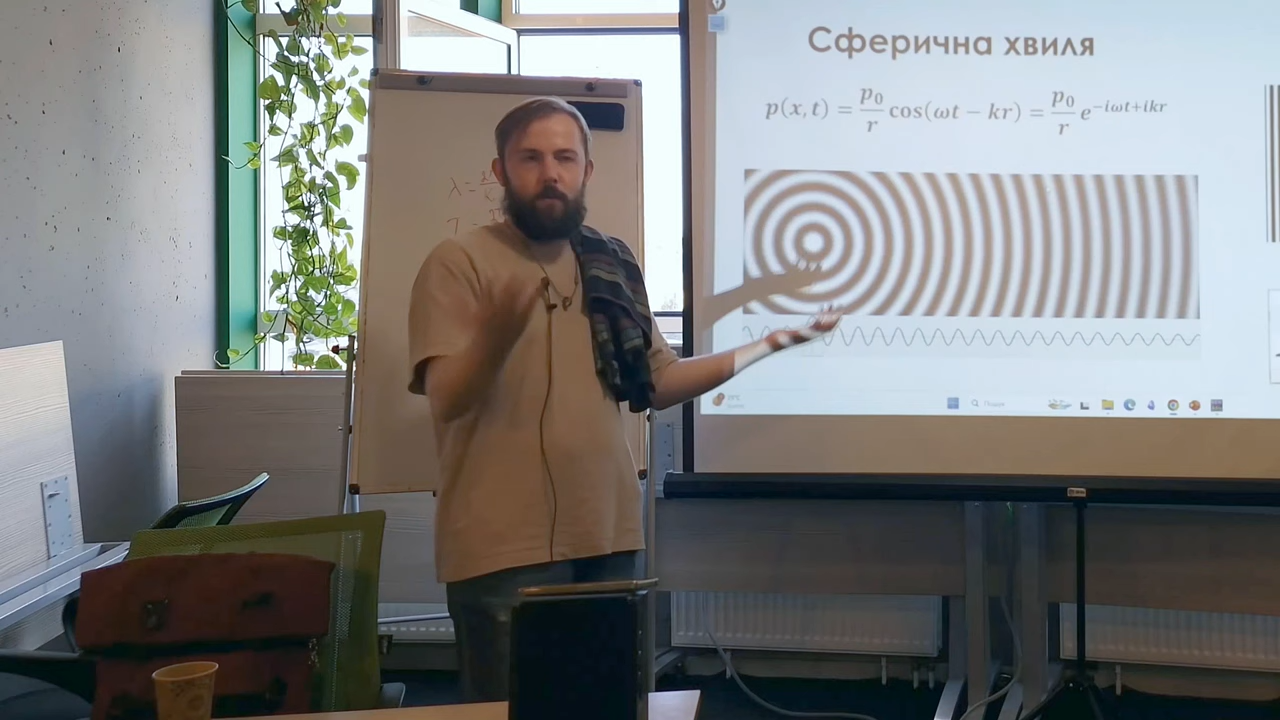 Сферична хвиля
p(x, t) = p₀/r cos(ωt − kr) = p₀/r e^{−iωt+ikr}
λ =